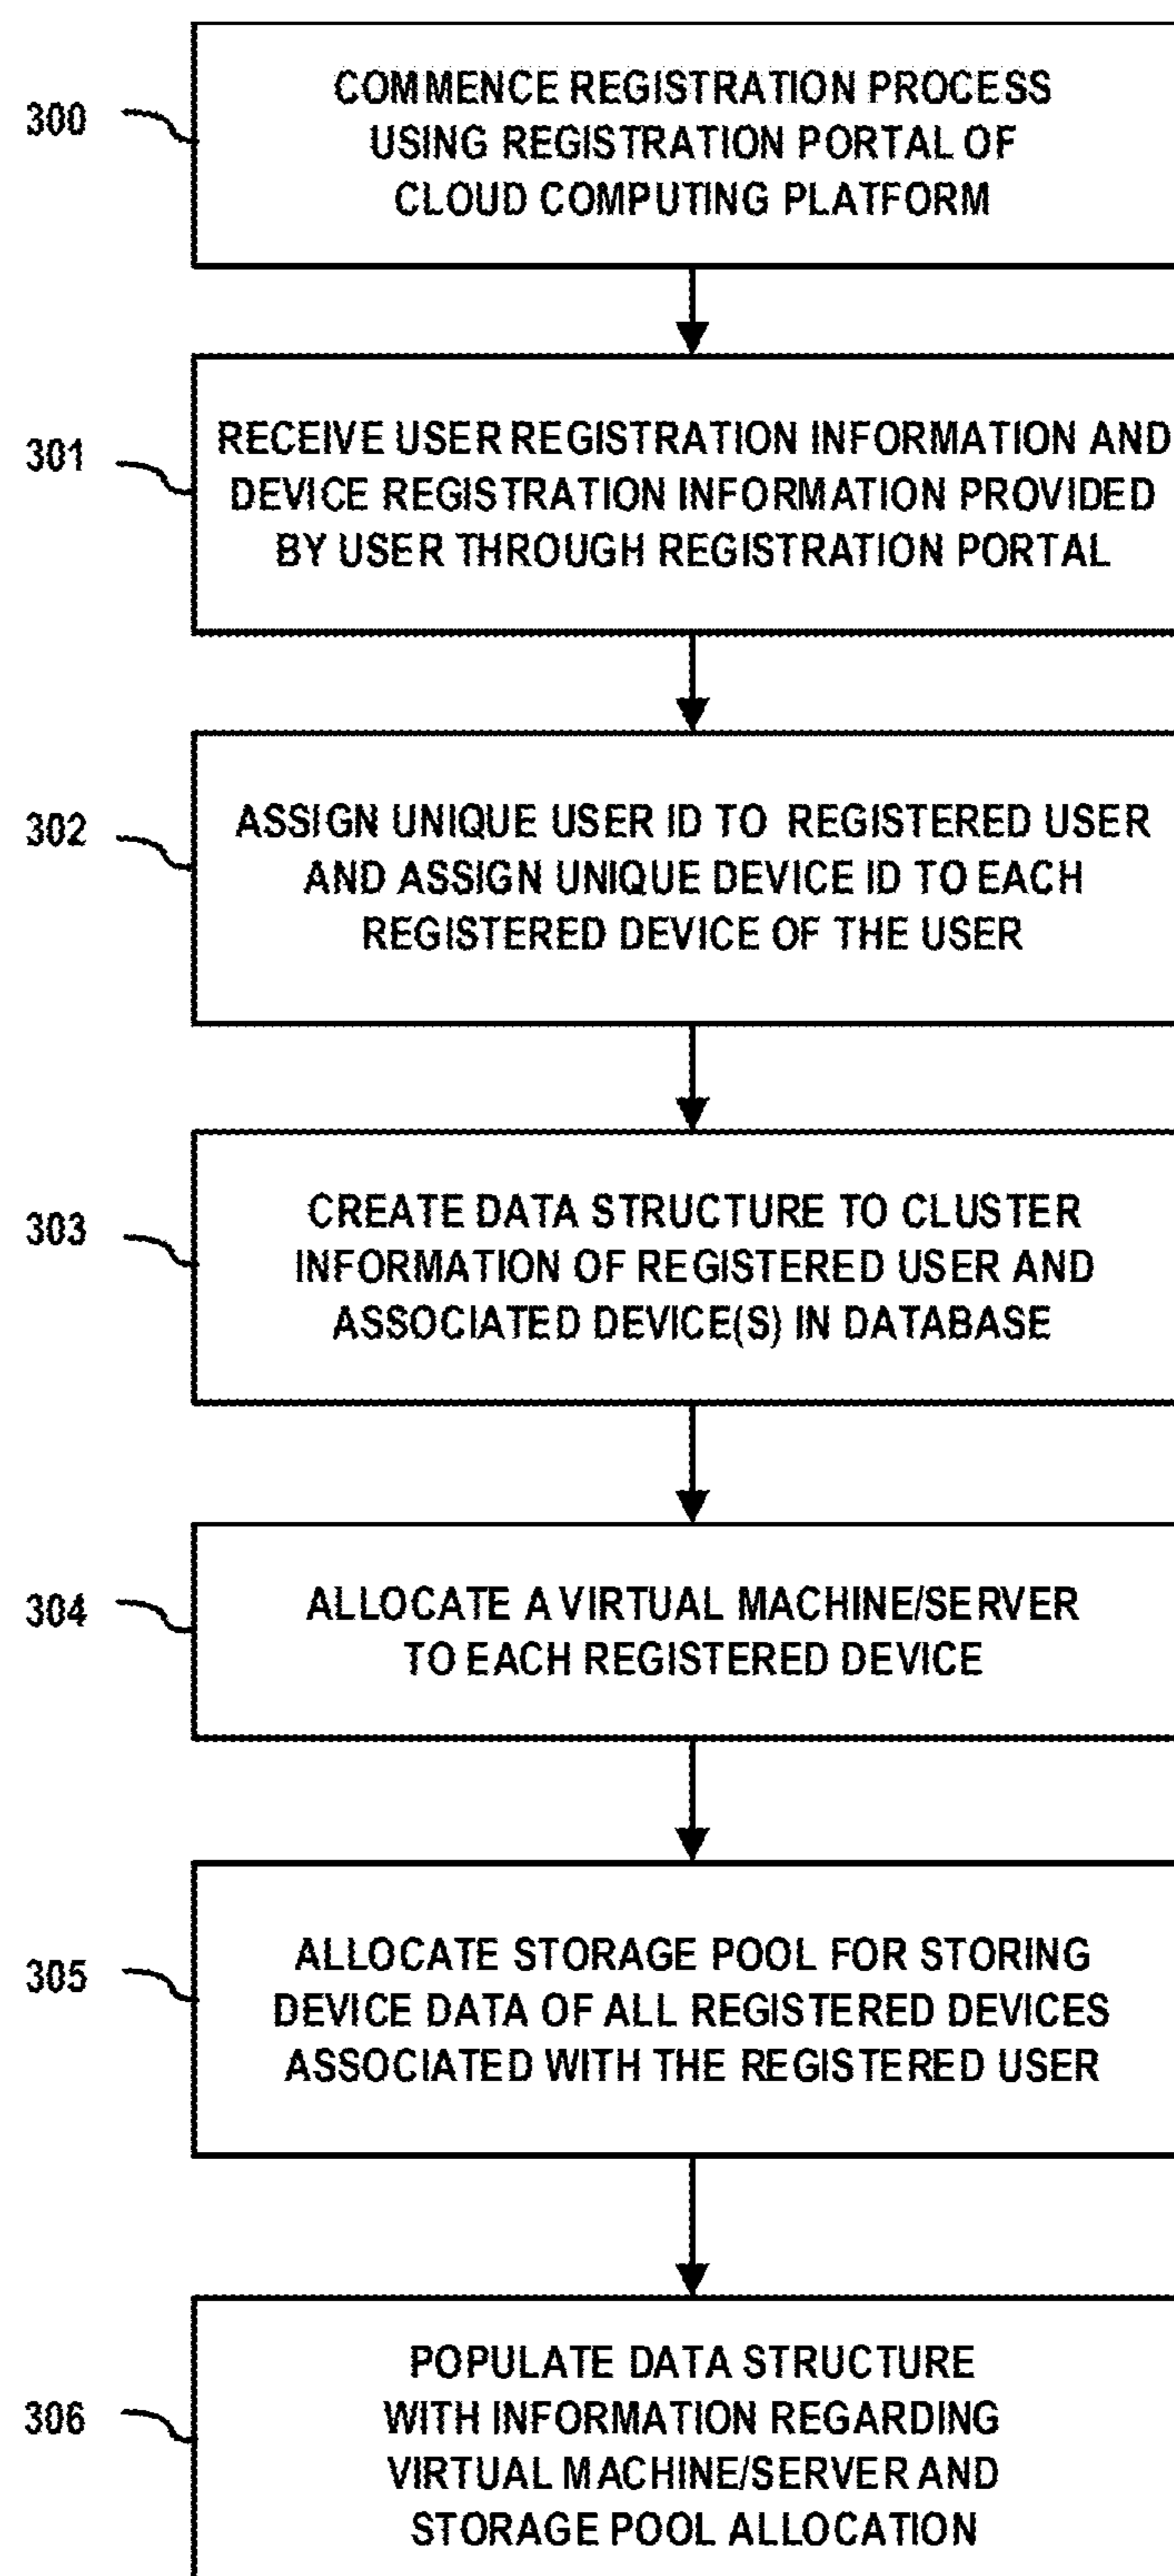 300
COMMENCE REGISTRATION PROCESS
USING REGISTRATION PORTAL OF
CLOUD COMPUTING PLATFORM
301
RECEIVE USER REGISTRATION INFORMATION AND
DEVICE REGISTRATION INFORMATION PROVIDED
BY USER THROUGH REGISTRATION PORTAL
302
ASSIGN UNIQUE USER ID TO REGISTERED USER
AND ASSIGN UNIQUE DEVICE ID TO EACH
REGISTERED DEVICE OF THE USER
303
CREATE DATA STRUCTURE TO CLUSTER
INFORMATION OF REGISTERED USER AND
ASSOCIATED DEVICE(S) IN DATABASE
304
ALLOCATE A VIRTUAL MACHINE/SERVER
TO EACH REGISTERED DEVICE
305
ALLOCATE STORAGE POOL FOR STORING
DEVICE DATA OF ALL REGISTERED DEVICES
ASSOCIATED WITH THE REGISTERED USER
306
POPULATE DATA STRUCTURE
WITH INFORMATION REGARDING
VIRTUAL MACHINE/SERVER AND
STORAGE POOL ALLOCATION